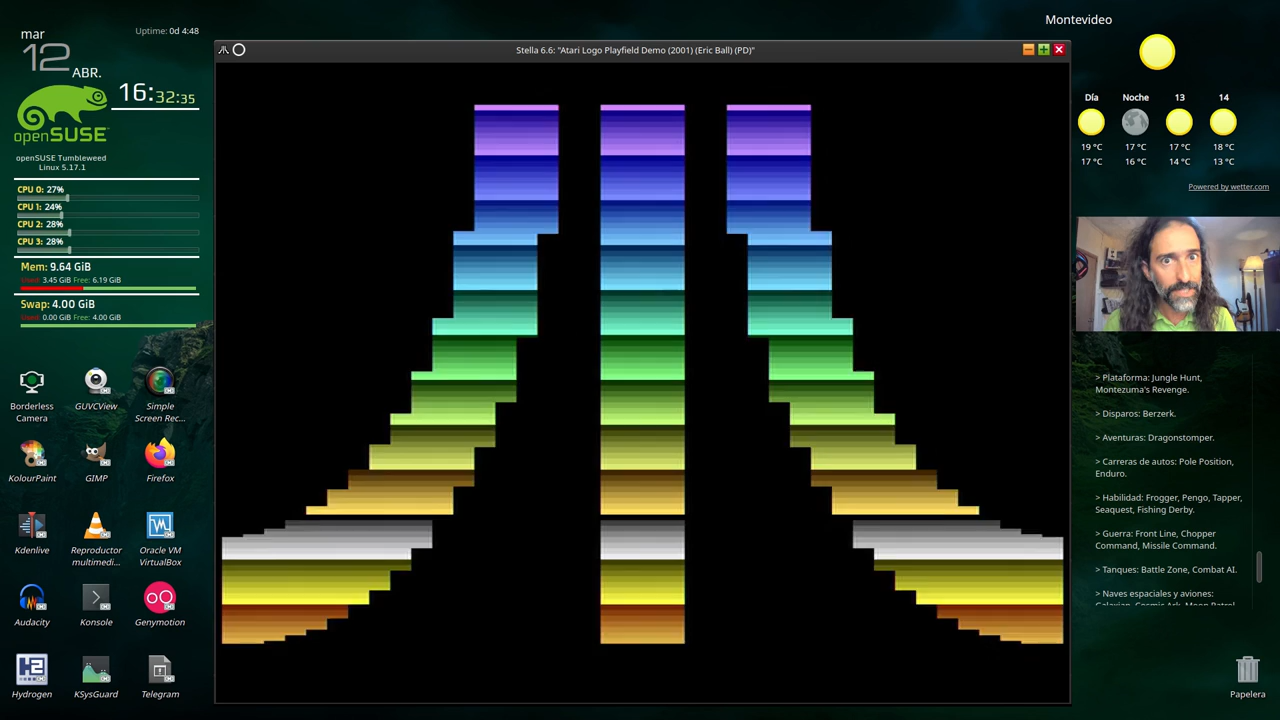 mar
12
ABR.
Uptime: 0d 4:48
16:32:35
openSUSE
openSUSE Tumbleweed
Linux 5.17.1
CPU 0: 27%
CPU 1: 24%
CPU 2: 28%
CPU 3: 28%
Mem: 9.64 GiB
Used: 3.45 GiB Free: 6.19 GiB
Swap: 4.00 GiB
Used: 0.00 GiB Free: 4.00 GiB
Borderless
Camera
GUVCView
Simple
Screen Rec...
KolourPaint
GIMP
Firefox
Kdenlive
Reproductor
multimedi...
Oracle VM
VirtualBox
Audacity
Konsole
Genymotion
Hydrogen
KSysGuard
Telegram
Stella 6.6: "Atari Logo Playfield Demo (2001) (Eric Ball) (PD)"
Montevideo
Día Noche 13 14
19 °C 17 °C 17 °C 18 °C
17 °C 16 °C 14 °C 13 °C
Powered by wetter.com
> Plataforma: Jungle Hunt,
Montezuma's Revenge.
> Disparos: Berzerk.
> Aventuras: Dragonstomper.
> Carreras de autos: Pole Position,
Enduro.
> Habilidad: Frogger, Pengo, Tapper,
Seaquest, Fishing Derby.
> Guerra: Front Line, Chopper
Command, Missile Command.
> Tanques: Battle Zone, Combat AI.
> Naves espaciales y aviones:
Galaxian, Cosmic Ark, Moon Patrol,
Papelera